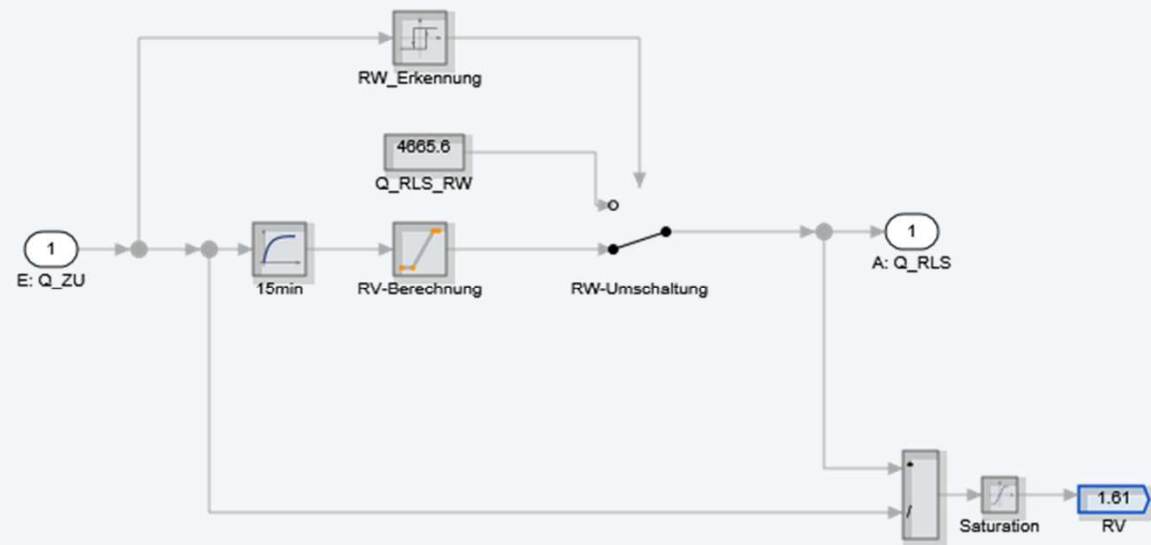 RW_Erkennung
4665.6
Q_RLS_RW
1
E: Q_ZU
15min
RV-Berechnung
RW-Umschaltung
1
A: Q_RLS
/
Saturation
1.61
RV